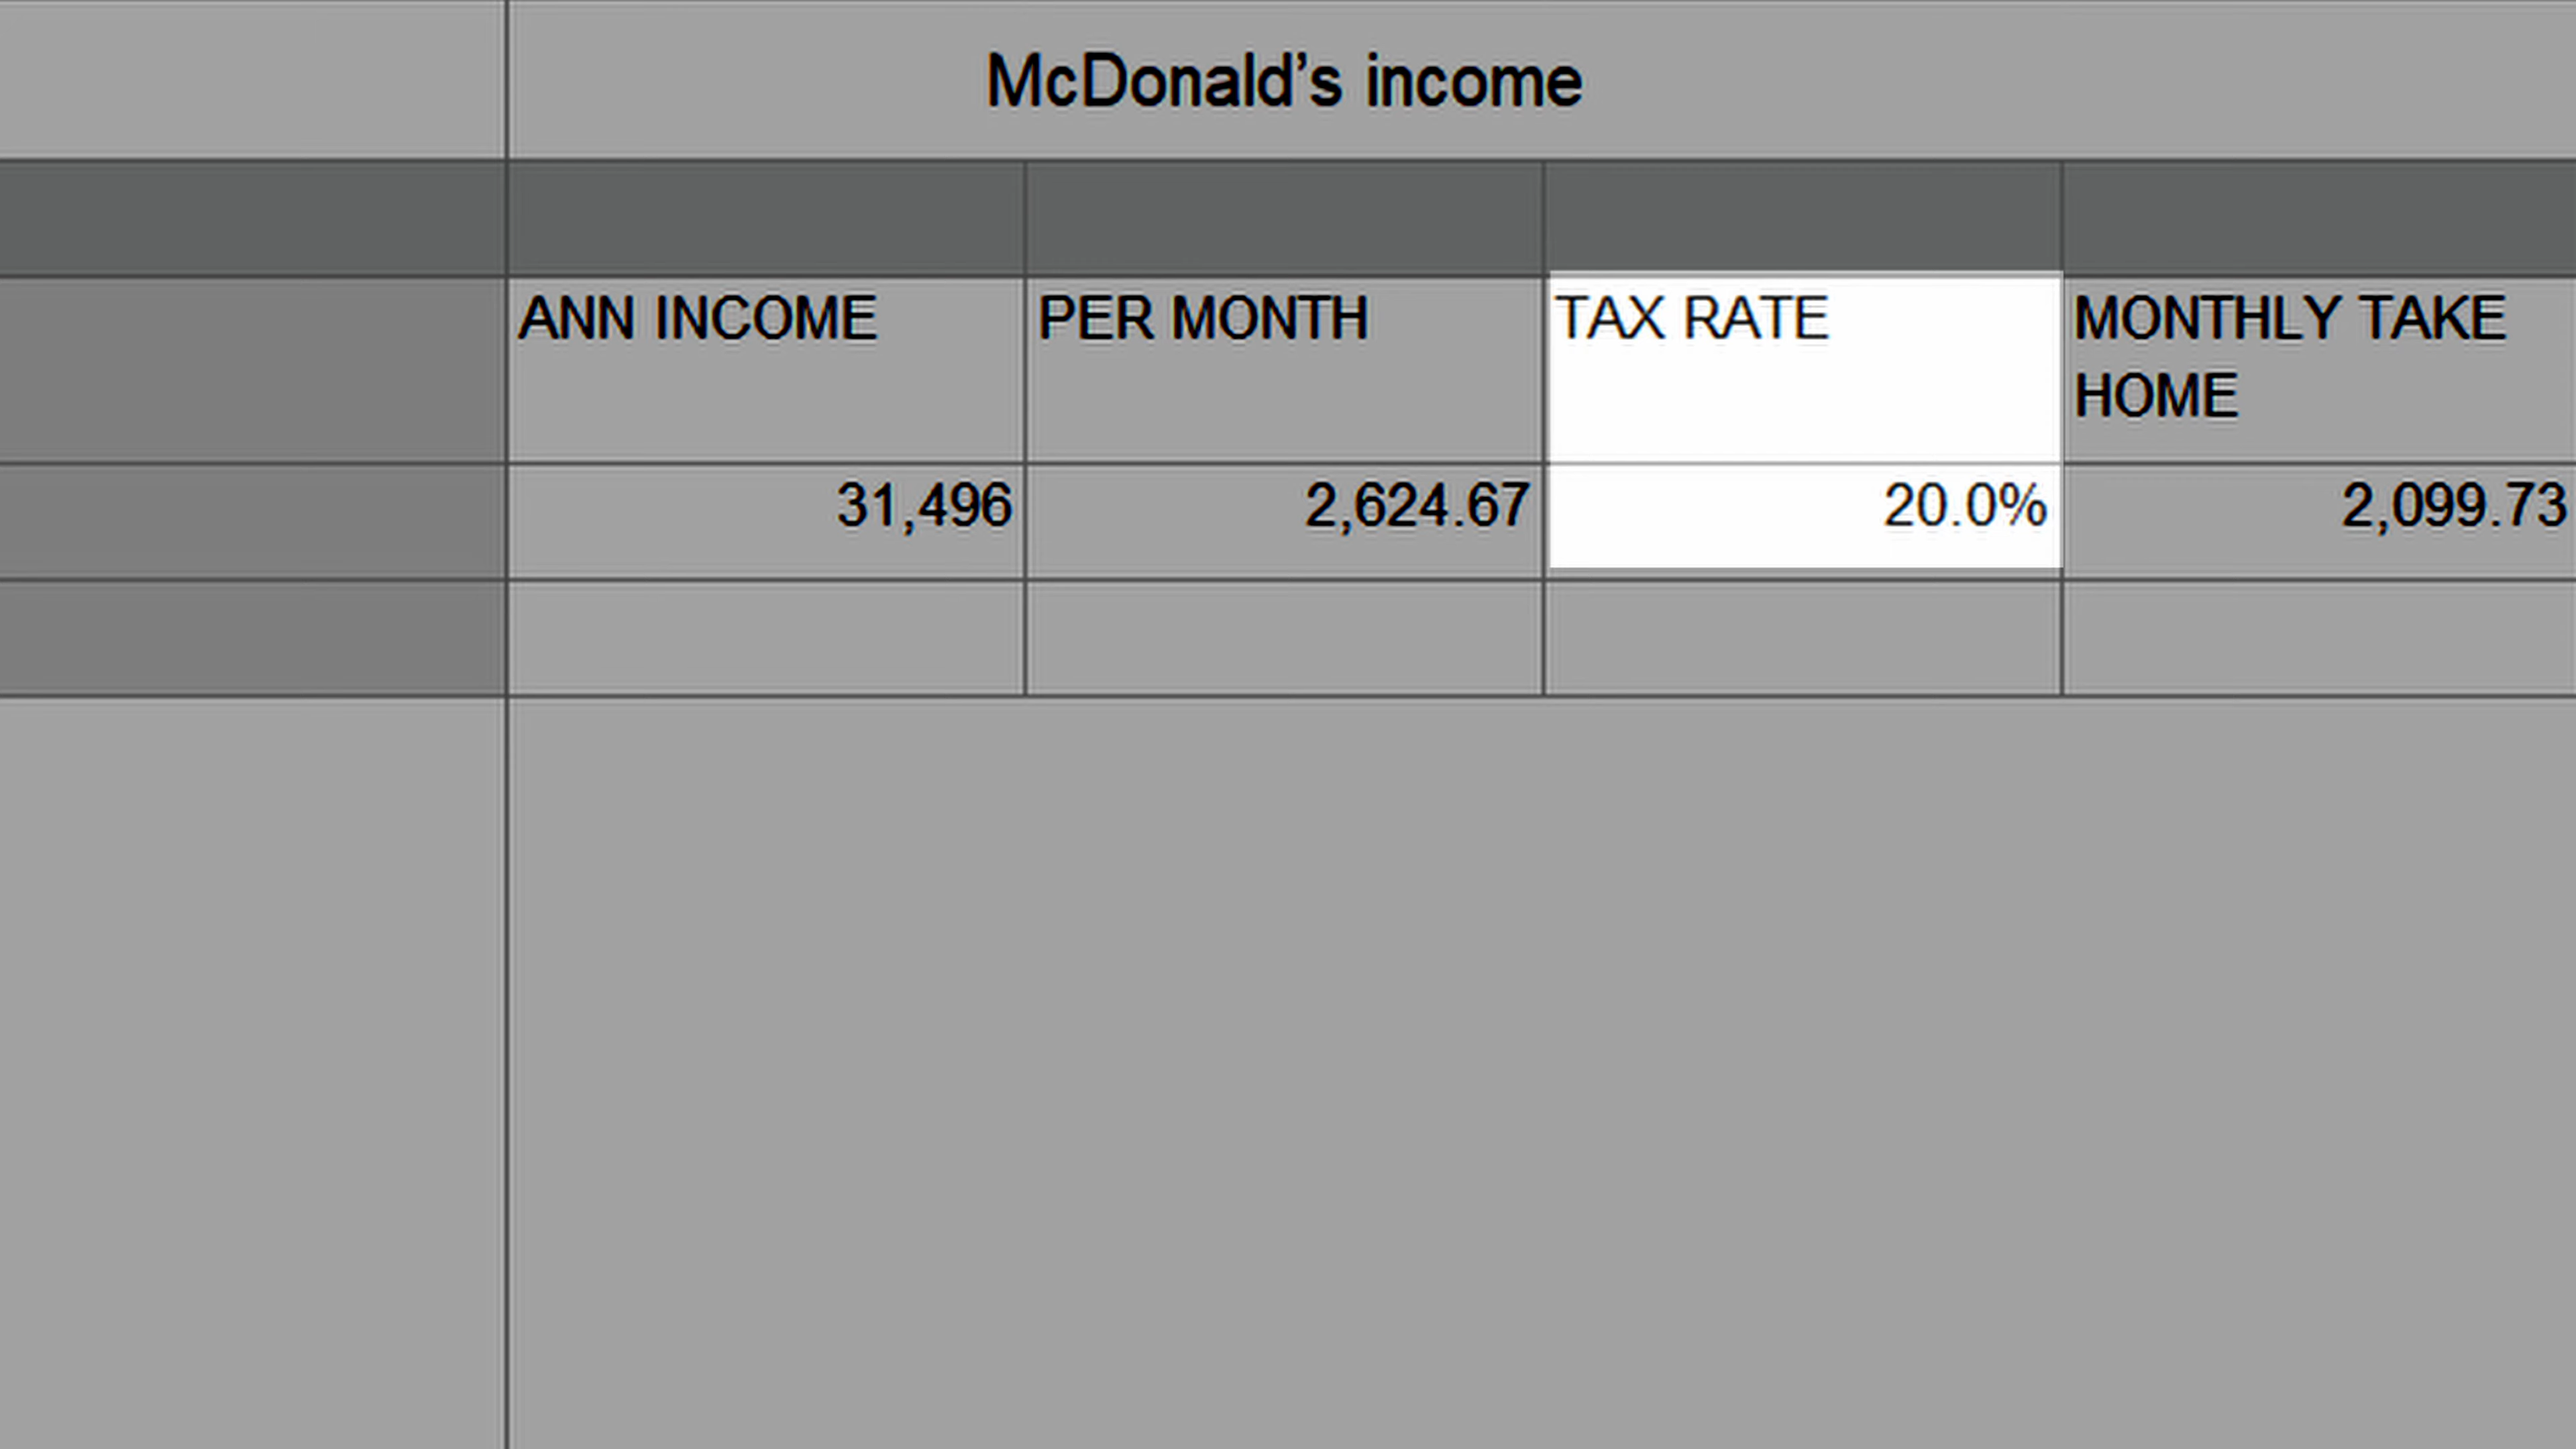 McDonald’s income
ANN INCOME PER MONTH TAX RATE MONTHLY TAKE
HOME
31,496 2,624.67 20.0% 2,099.73